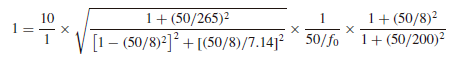 1 = 10/1 × √(1 + (50/265)² / [1 – (50/8)²]² + [(50/8)/7.14]²) × 1/50/fo × 1 + (50/8)²/1 + (50/200)²